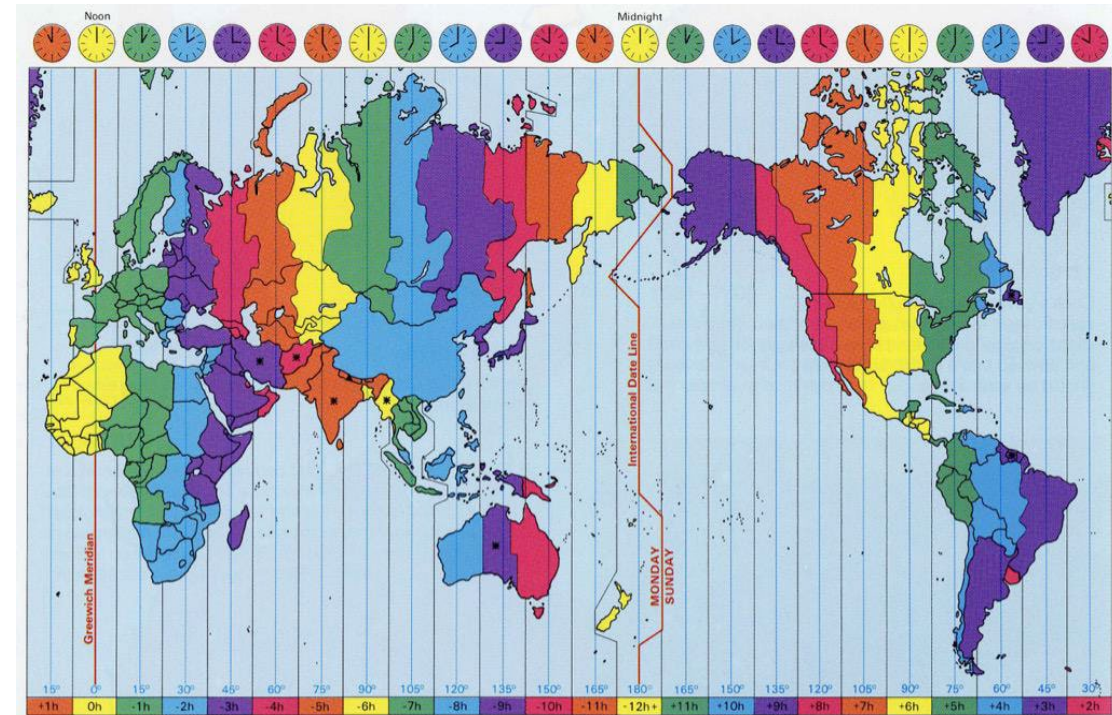 Noon Midnight
International Date Line
Greewich Meridian
MONDAY
SUNDAY
15° 0° 15° 30° 45° 60° 75° 90° 105° 120° 135° 150° 165° 180° 165° 150° 135° 120° 105° 90° 75° 60° 45° 30°
+1h 0h -1h -2h -3h -4h -5h -6h -7h -8h -9h -10h -11h -12h+ +11h +10h +9h +8h +7h +6h +5h +4h +3h +2h